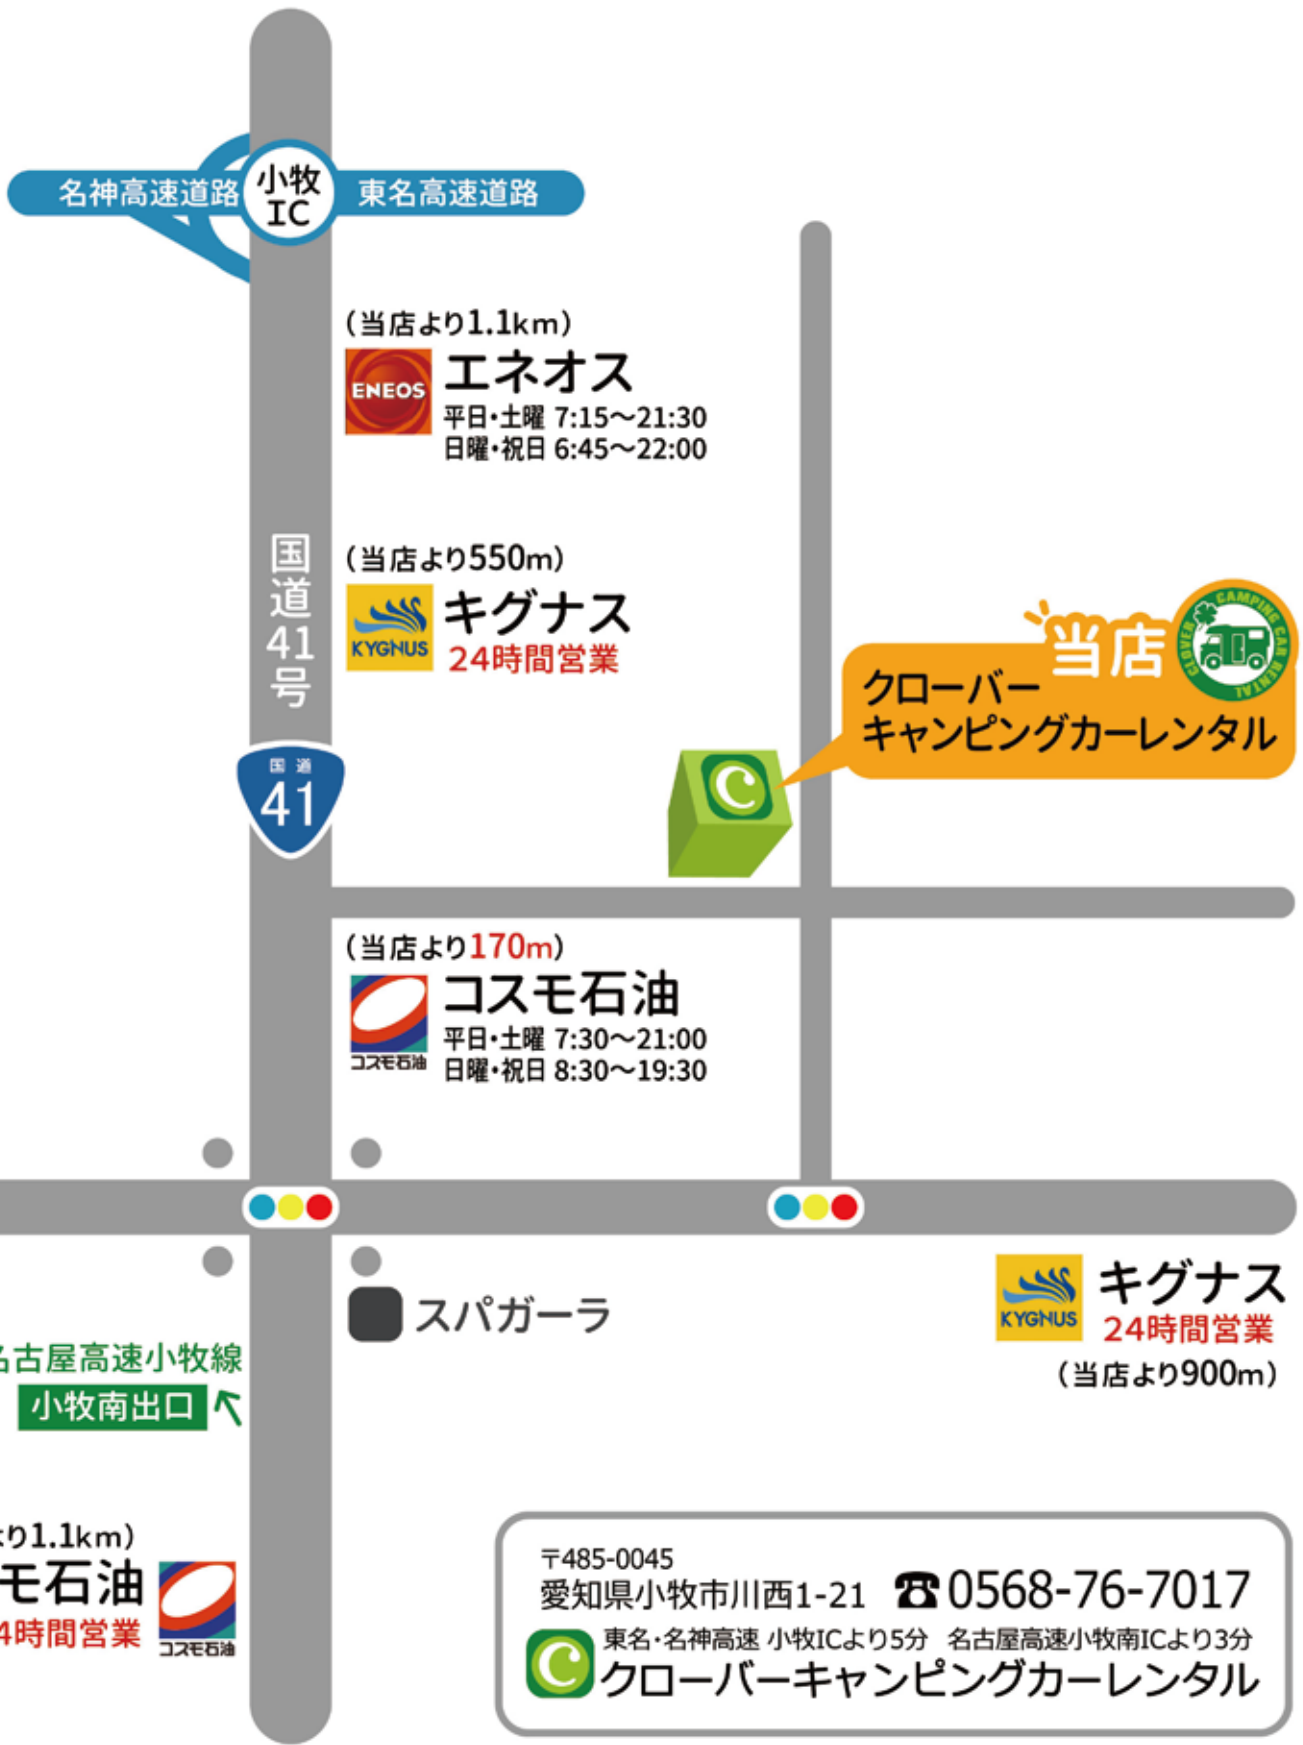 名神高速道路
小牧
IC
東名高速道路
(当店より1.1km)
ENEOS
エネオス
平日・土曜 7:15～21:30
日曜・祝日 6:45～22:00
国道41号
(当店より550m)
KYGNUS
キグナス
24時間営業
当店
CLOVER CAMPING CAR RENTAL
クローバー
キャンピングカーレンタル
国道
41
C
(当店より170m)
コスモ石油
コスモ石油
平日・土曜 7:30～21:00
日曜・祝日 8:30～19:30
スパガーラ
KYGNUS
キグナス
24時間営業
(当店より900m)
名古屋高速小牧線
小牧南出口
より1.1km)
モ石油
4時間営業
コスモ石油
〒485-0045
愛知県小牧市川西1-21 ☎0568-76-7017
東名・名神高速 小牧ICより5分 名古屋高速小牧南ICより3分
C
クローバーキャンピングカーレンタル